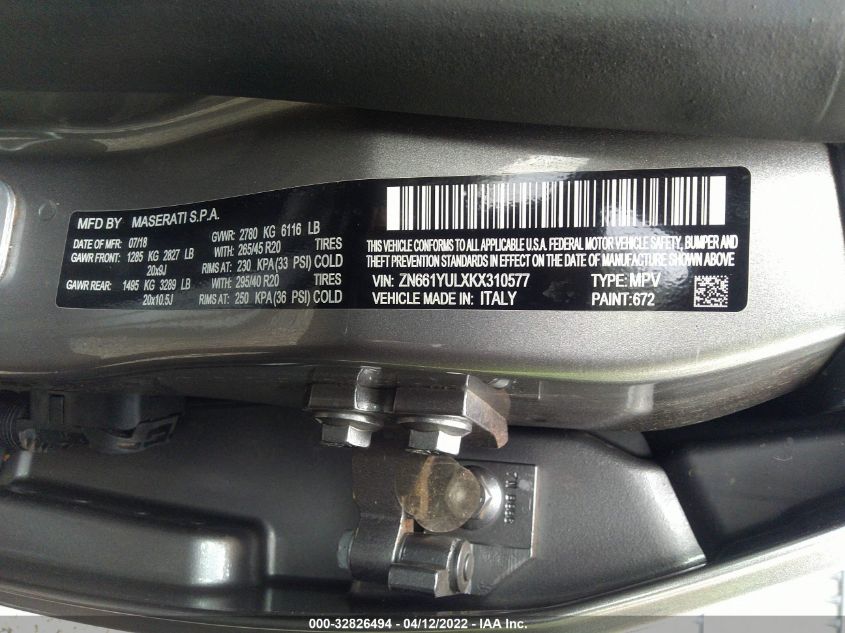 MFD BY MASERATI S.P.A.
DATE OF MFR: 07/18 GVWR: 2780 KG 6116 LB
GAWR FRONT: 1285 KG 2827 LB WITH: 265/45 R20 TIRES
20x9J RIMS AT: 230 KPA (33 PSI) COLD
GAWR REAR: 1495 KG 3289 LB WITH: 295/40 R20 TIRES
20x10.5J RIMS AT: 250 KPA (36 PSI) COLD
THIS VEHICLE CONFORMS TO ALL APPLICABLE U.S.A. FEDERAL MOTOR VEHICLE SAFETY, BUMPER AND
THEFT PREVENTION STANDARDS IN EFFECT ON THE DATE OF MANUFACTURE SHOWN ABOVE
VIN: ZN661YULXKX310577 TYPE: MPV
VEHICLE MADE IN: ITALY PAINT: 672
000-32826494 - 04/12/2022 - IAA Inc.